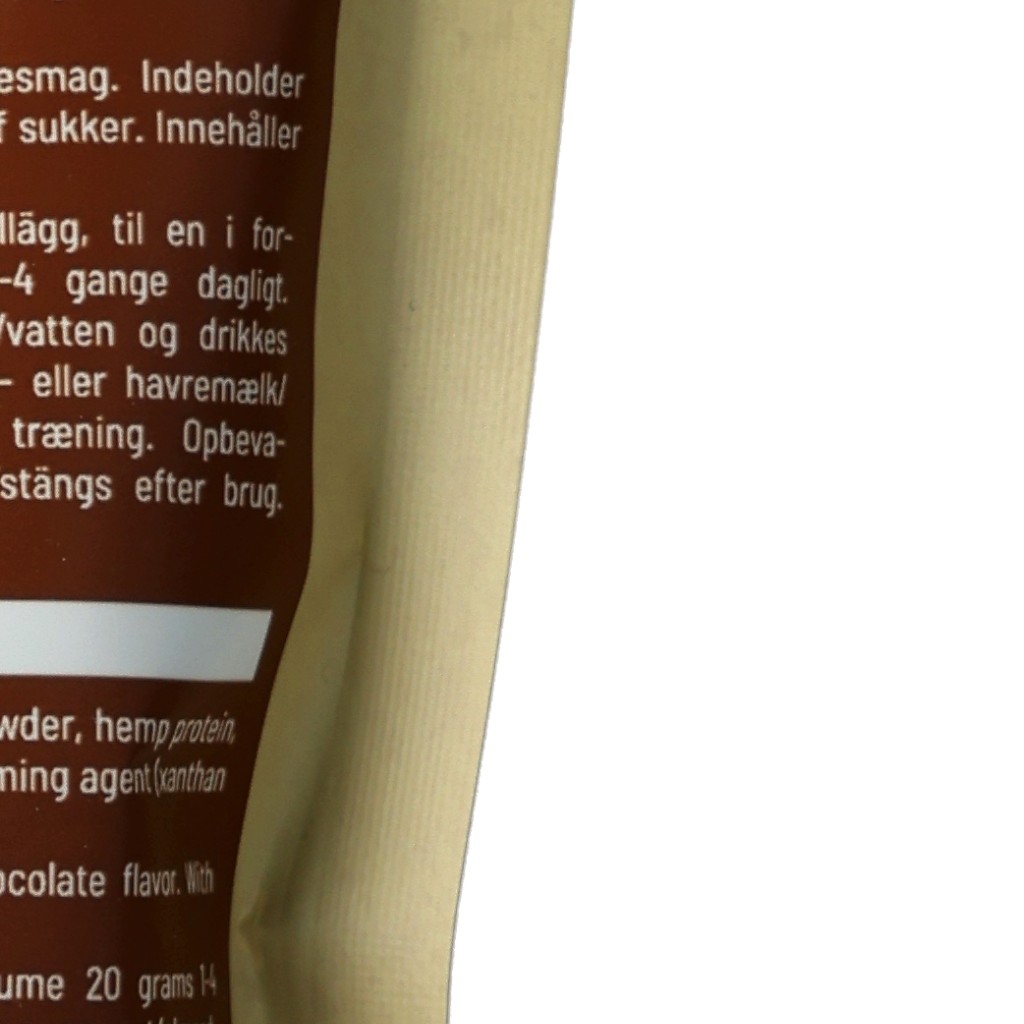 esmag. Indeholder
f sukker. Innehåller
llägg, til en i for-
-4 gange dagligt.
/vatten og drikkes
- eller havremælk/
træning. Opbeva-
stängs efter brug.
wder, hemp protein,
ming agent (xanthan
ocolate flavor. With
ume 20 grams 1-4